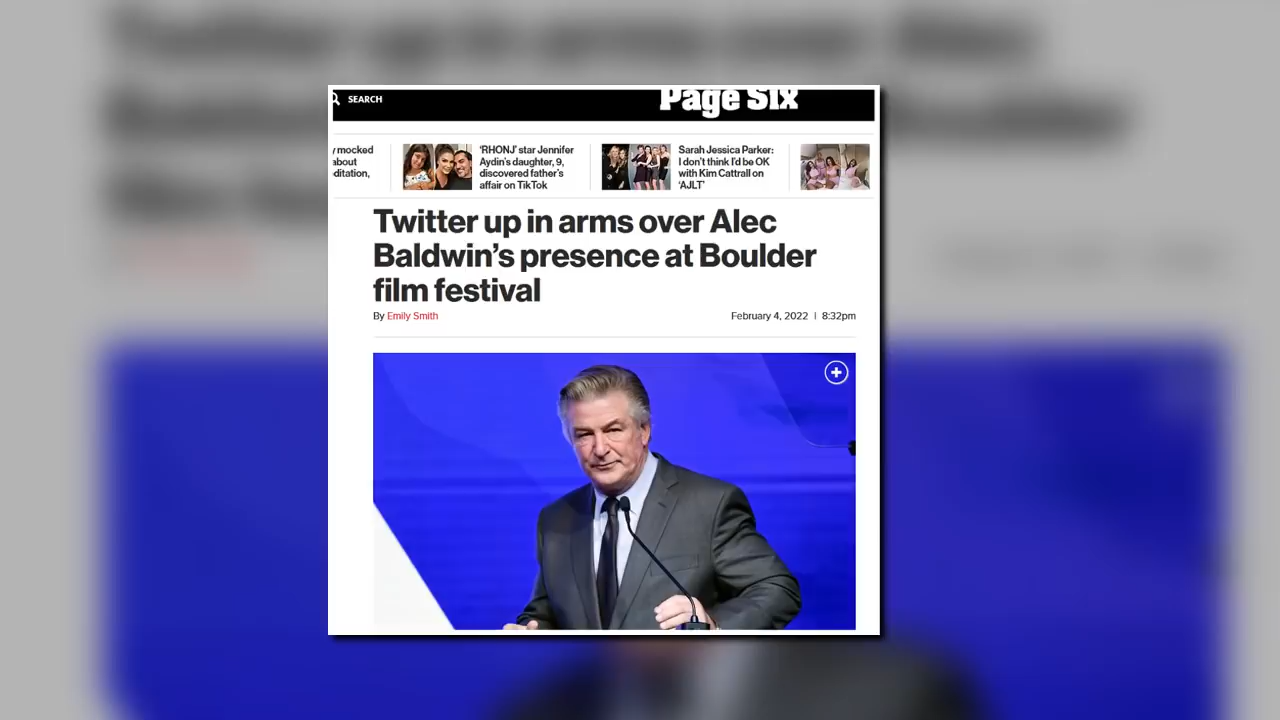 SEARCH
Page Six
mocked
about
ditation,
'RHONJ' star Jennifer
Aydin's daughter, 9,
discovered father's
affair on TikTok
Sarah Jessica Parker:
I don't think I'd be OK
with Kim Cattrall on
'AJLT'
Twitter up in arms over Alec
Baldwin's presence at Boulder
film festival
By Emily Smith
February 4, 2022 | 8:32pm